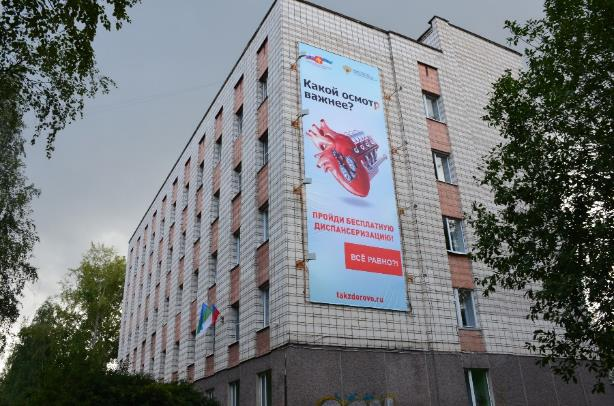 Какой осмотр
важнее?
ПРОЙДИ БЕСПЛАТНУЮ
ДИСПАНСЕРИЗАЦИЮ!
ВСЁ РАВНО?!
takzdorovo.ru